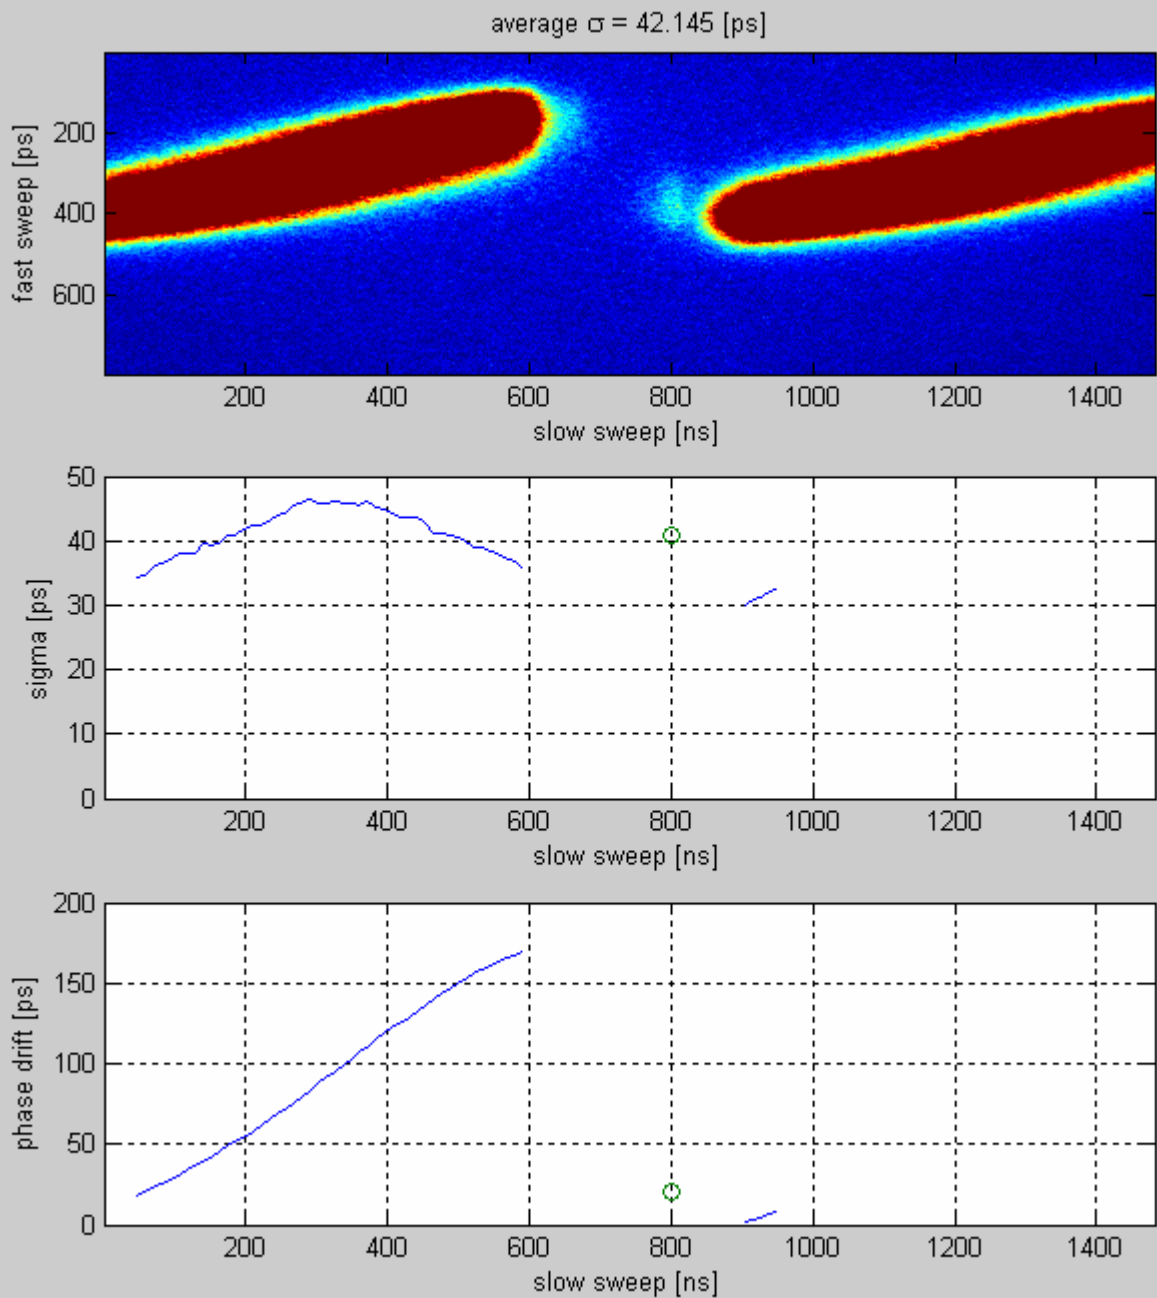 average σ = 42.145 [ps]
fast sweep [ps]
200
400
600
200 400 600 800 1000 1200 1400
slow sweep [ns]
sigma [ps]
50
40
30
20
10
0
200 400 600 800 1000 1200 1400
slow sweep [ns]
phase drift [ps]
200
150
100
50
0
200 400 600 800 1000 1200 1400
slow sweep [ns]